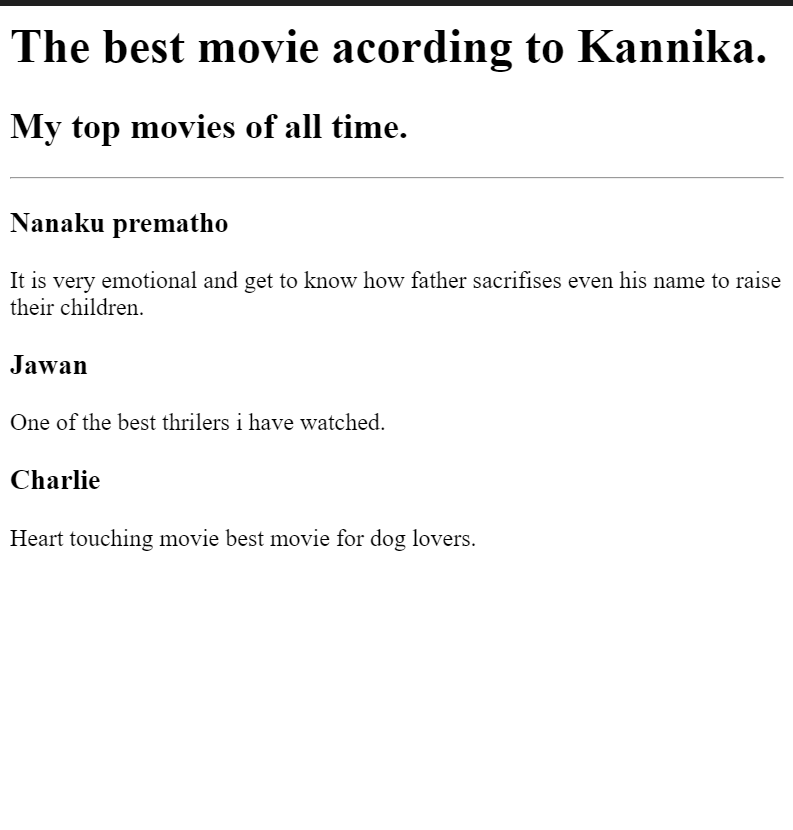 The best movie acording to Kannika.
My top movies of all time.
Nanaku prematho
It is very emotional and get to know how father sacrifises even his name to raise
their children.
Jawan
One of the best thrilers i have watched.
Charlie
Heart touching movie best movie for dog lovers.